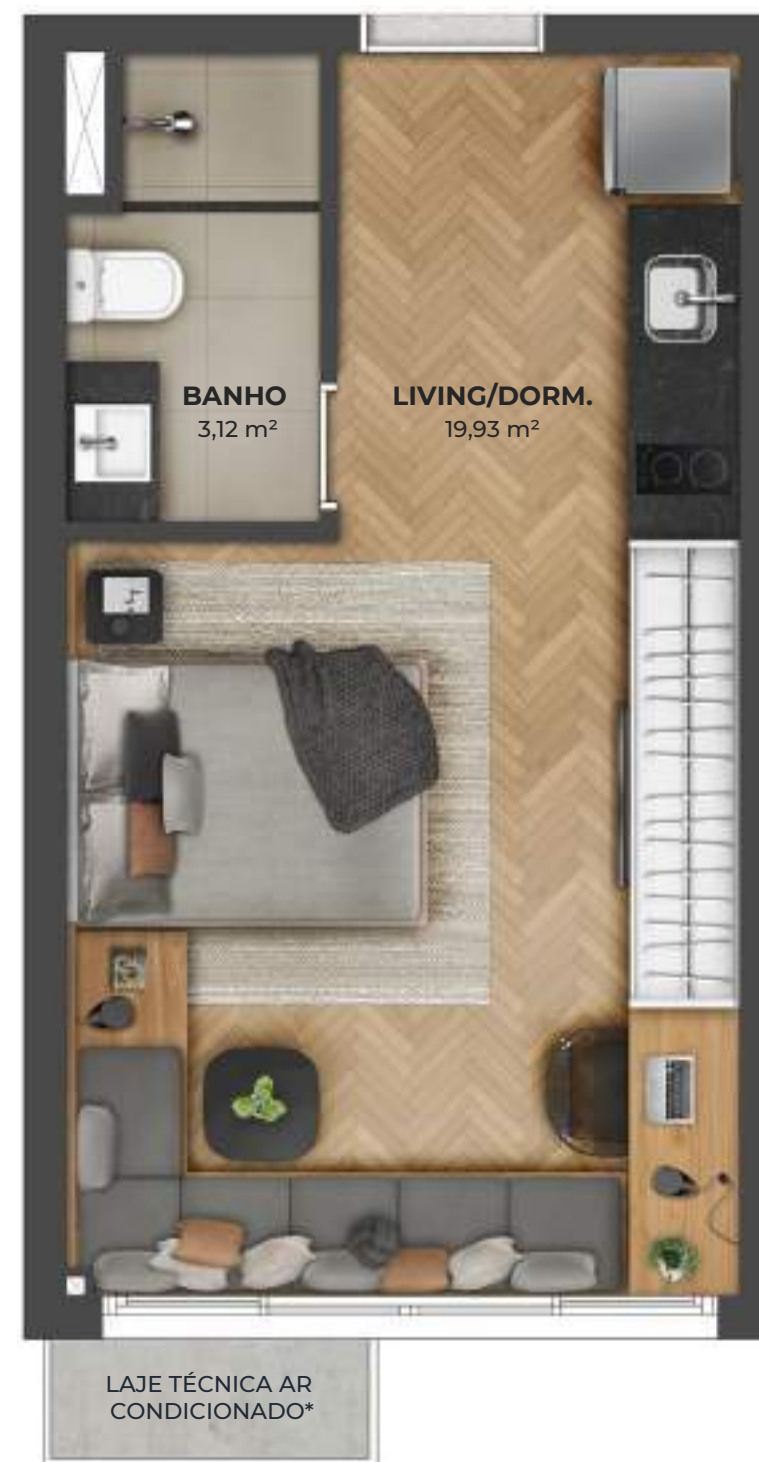 BANHO
3,12 m²
LIVING/DORM.
19,93 m²
LAJE TÉCNICA AR
CONDICIONADO*